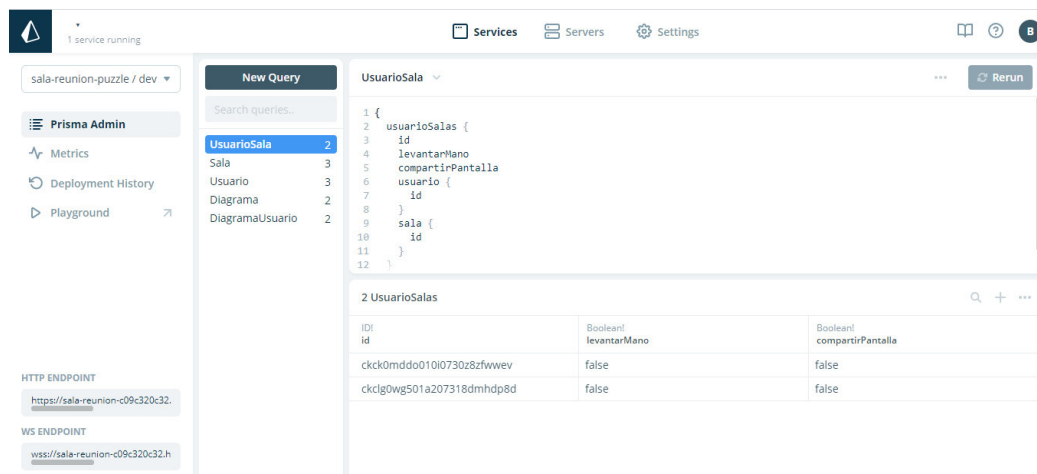 1 service running
Services
Servers
Settings
B
sala-reunion-puzzle / dev
Prisma Admin
Metrics
Deployment History
Playground
HTTP ENDPOINT
https://sala-reunion-c09c320c32.
WS ENDPOINT
wss://sala-reunion-c09c320c32.h
New Query
Search queries..
UsuarioSala 2
Sala 3
Usuario 3
Diagrama 2
DiagramaUsuario 2
UsuarioSala
Rerun
1 {
2 usuarioSalas {
3 id
4 levantarMano
5 compartirPantalla
6 usuario {
7 id
8 }
9 sala {
10 id
11 }
12 }
2 UsuarioSalas
ID! Boolean! Boolean!
id levantarMano compartirPantalla
ckck0mddo010i0730z8zfwwev false false
ckclg0wg501a207318dmhdp8d false false